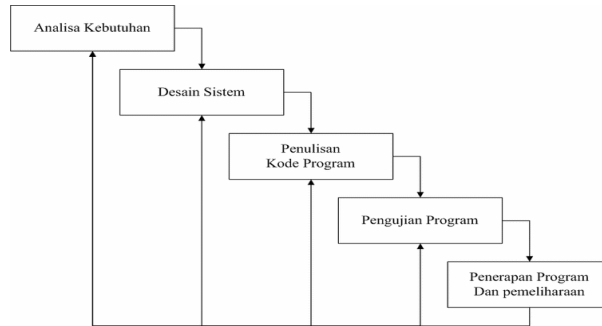 Analisa Kebutuhan
Desain Sistem
Penulisan
Kode Program
Pengujian Program
Penerapan Program
Dan pemeliharaan